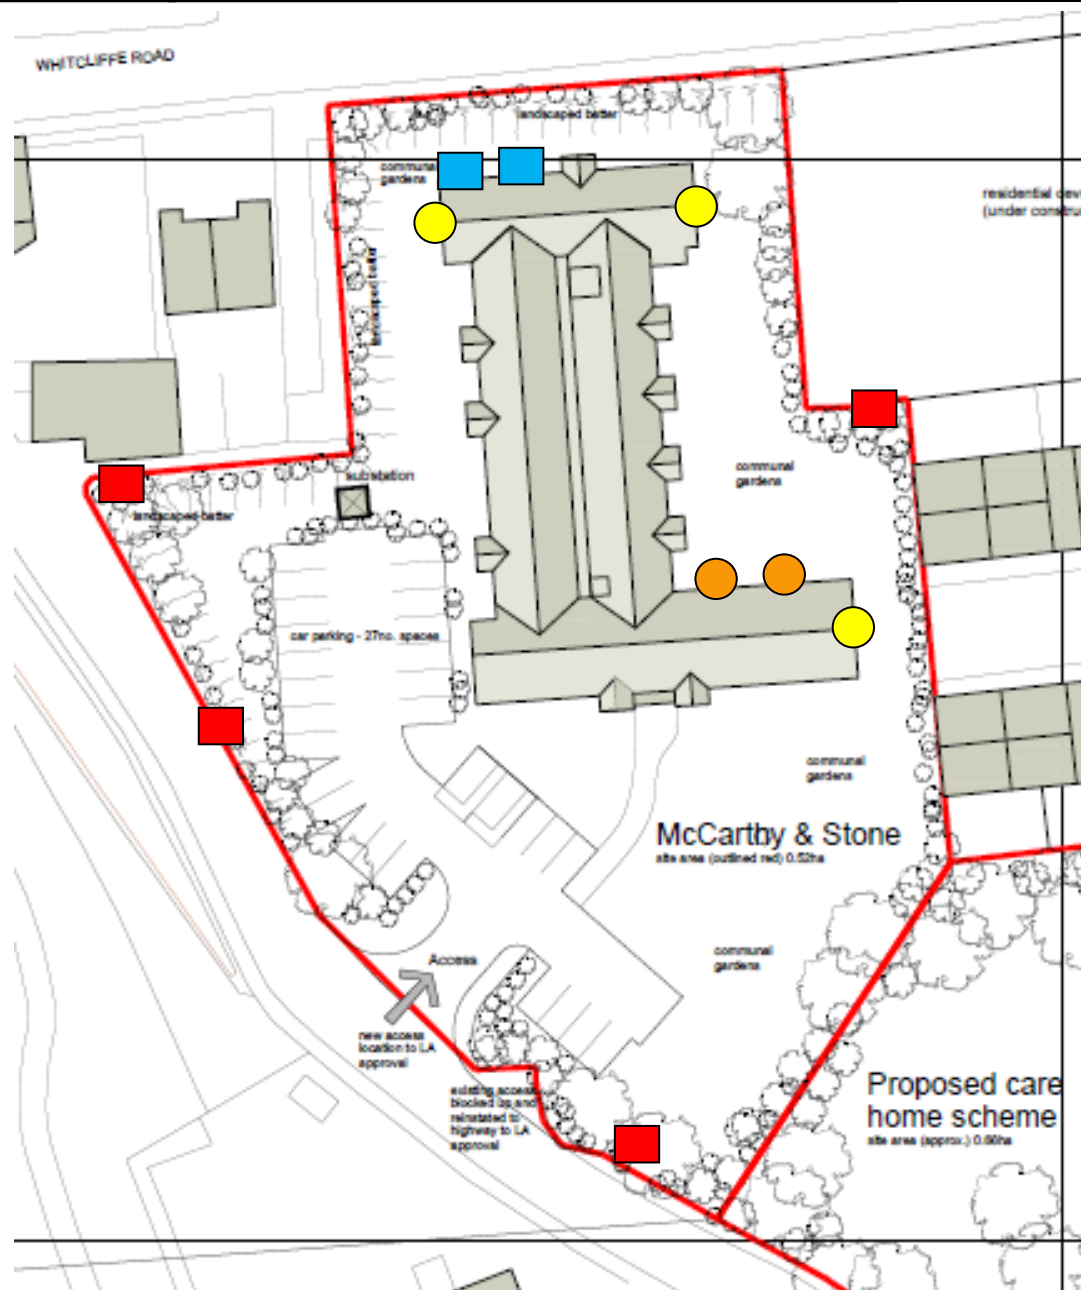 WHITCLIFFE ROAD
landscaped batter
communal
gardens
residential dev
(under constru
landscaped batter
communal
gardens
substation
landscaped batter
car parking - 27no. spaces
communal
gardens
McCarthy & Stone
site area (outlined red) 0.52ha
communal
gardens
Access
new access
location to LA
approval
existing access
blocked up and
reinstated to
highway to LA
approval
Proposed care
home scheme
site area (approx.)